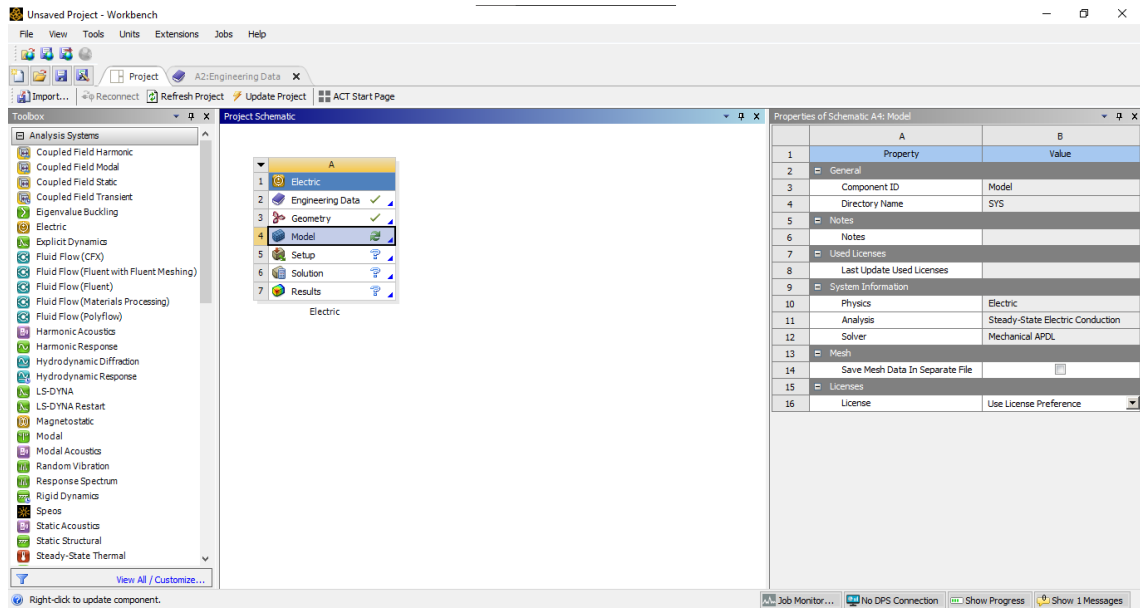 Unsaved Project - Workbench
File View Tools Units Extensions Jobs Help
Project A2:Engineering Data
Import... Reconnect Refresh Project Update Project ACT Start Page
Toolbox
Analysis Systems
Coupled Field Harmonic
Coupled Field Modal
Coupled Field Static
Coupled Field Transient
Eigenvalue Buckling
Electric
Explicit Dynamics
Fluid Flow (CFX)
Fluid Flow (Fluent with Fluent Meshing)
Fluid Flow (Fluent)
Fluid Flow (Materials Processing)
Fluid Flow (Polyflow)
Harmonic Acoustics
Harmonic Response
Hydrodynamic Diffraction
Hydrodynamic Response
LS-DYNA
LS-DYNA Restart
Magnetostatic
Modal
Modal Acoustics
Random Vibration
Response Spectrum
Rigid Dynamics
Speos
Static Acoustics
Static Structural
Steady-State Thermal
View All / Customize...
Project Schematic
A
1 Electric
2 Engineering Data
3 Geometry
4 Model
5 Setup
6 Solution
7 Results
Electric
Properties of Schematic A4: Model
A B
1 Property Value
2 General
3 Component ID Model
4 Directory Name SYS
5 Notes
6 Notes
7 Used Licenses
8 Last Update Used Licenses
9 System Information
10 Physics Electric
11 Analysis Steady-State Electric Conduction
12 Solver Mechanical APDL
13 Mesh
14 Save Mesh Data In Separate File
15 Licenses
16 License Use License Preference
Right-click to update component.
Job Monitor... No DPS Connection Show Progress Show 1 Messages